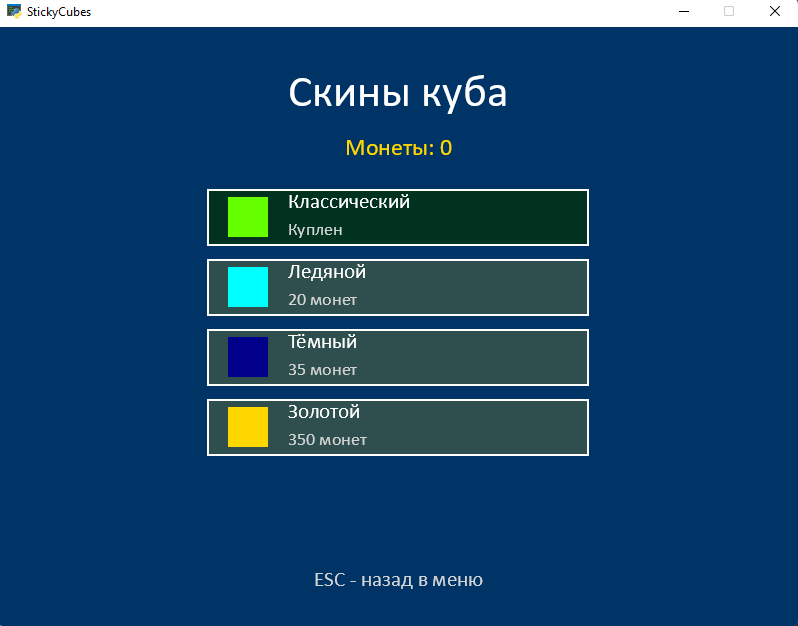 StickyCubes
Скины куба
Монеты: 0
Классический
Куплен
Ледяной
20 монет
Тёмный
35 монет
Золотой
350 монет
ESC - назад в меню